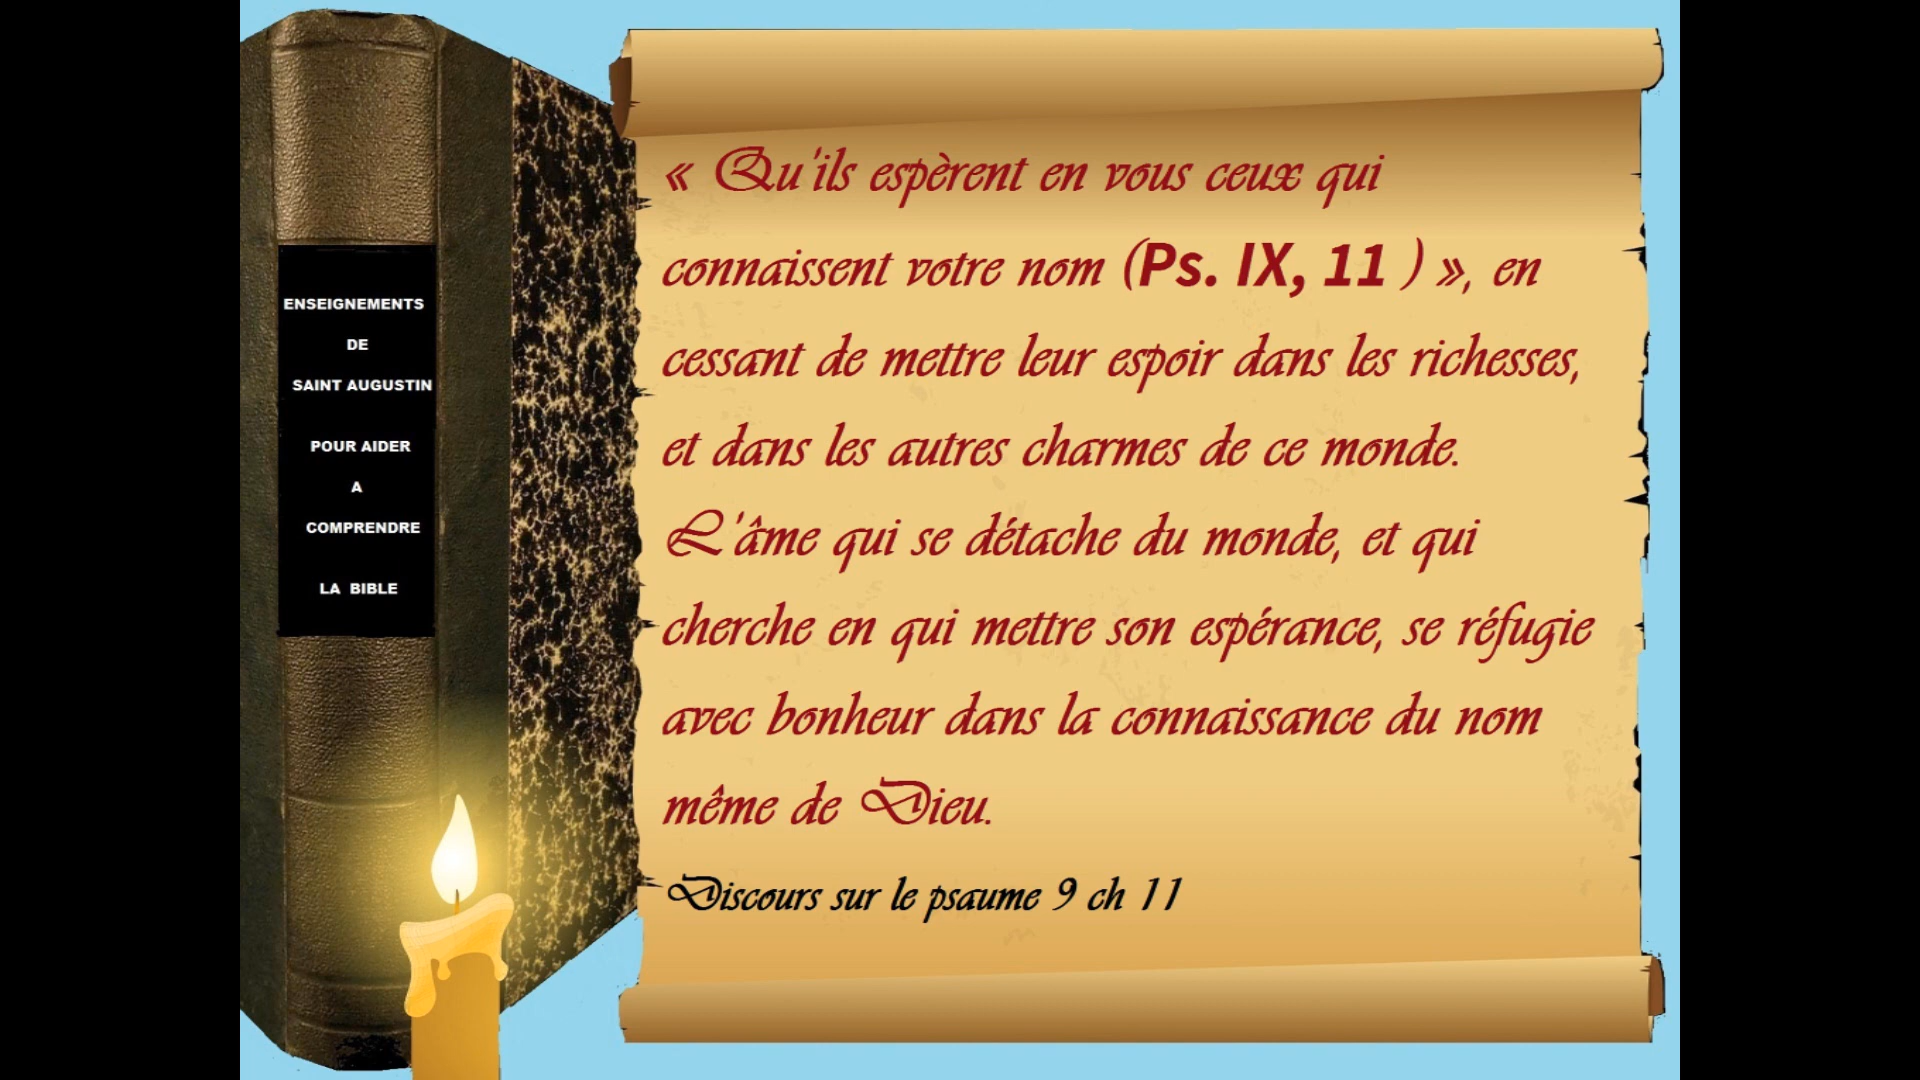 ENSEIGNEMENTS
DE
SAINT AUGUSTIN
POUR AIDER
A
COMPRENDRE
LA BIBLE
« Qu'ils espèrent en vous ceux qui
connaissent votre nom (Ps. IX, 11 ) », en
cessant de mettre leur espoir dans les richesses,
et dans les autres charmes de ce monde.
L'âme qui se détache du monde, et qui
cherche en qui mettre son espérance, se réfugie
avec bonheur dans la connaissance du nom
même de Dieu.
Discours sur le psaume 9 ch 11